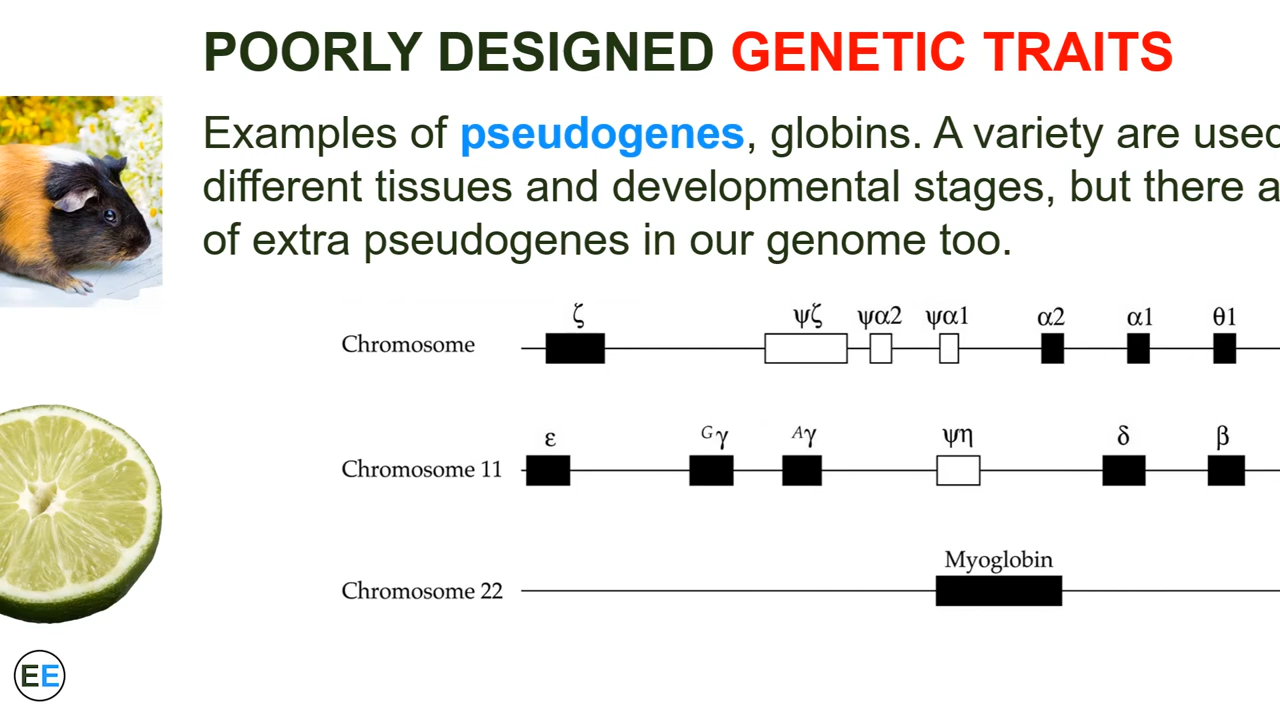 POORLY DESIGNED GENETIC TRAITS
Examples of pseudogenes, globins. A variety are used
different tissues and developmental stages, but there a
of extra pseudogenes in our genome too.
ζ ψζ ψα2 ψα1 α2 α1 θ1
Chromosome
ε Gγ Aγ ψη δ β
Chromosome 11
Myoglobin
Chromosome 22
EE